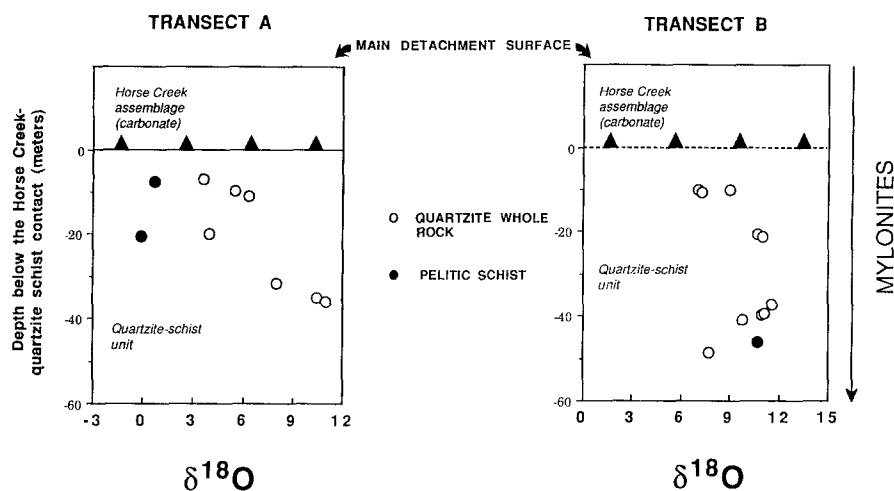 TRANSECT A
MAIN DETACHMENT SURFACE
TRANSECT B
Depth below the Horse Creek-
quartzite schist contact (meters)
Horse Creek
assemblage
(carbonate)
0
-20
-40
-60
Quartzite-schist
unit
-3 0 3 6 9 12
δ18O
QUARTZITE WHOLE
ROCK
PELITIC SCHIST
Horse Creek
assemblage
(carbonate)
0
-20
-40
-60
Quartzite-schist
unit
0 3 6 9 12 15
δ18O
MYLONITES